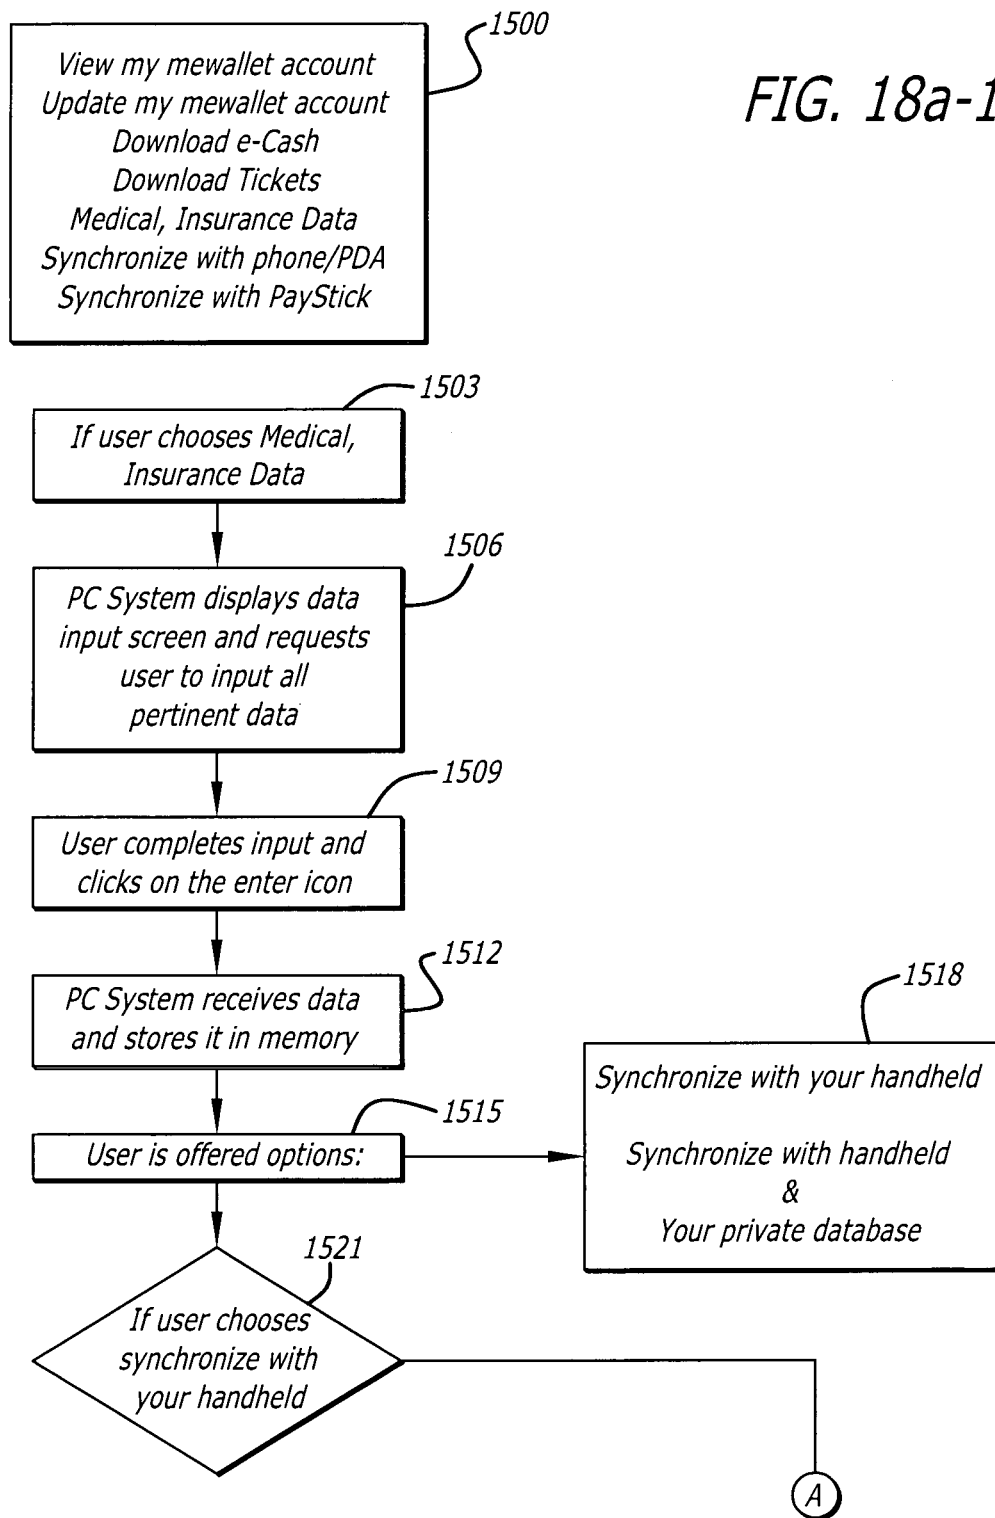 1500
FIG. 18a-1
View my mewallet account
Update my mewallet account
Download e-Cash
Download Tickets
Medical, Insurance Data
Synchronize with phone/PDA
Synchronize with PayStick
1503
If user chooses Medical,
Insurance Data
1506
PC System displays data
input screen and requests
user to input all
pertinent data
1509
User completes input and
clicks on the enter icon
1512
PC System receives data
and stores it in memory
1515
User is offered options:
1518
Synchronize with your handheld
Synchronize with handheld
&
Your private database
1521
If user chooses
synchronize with
your handheld
A